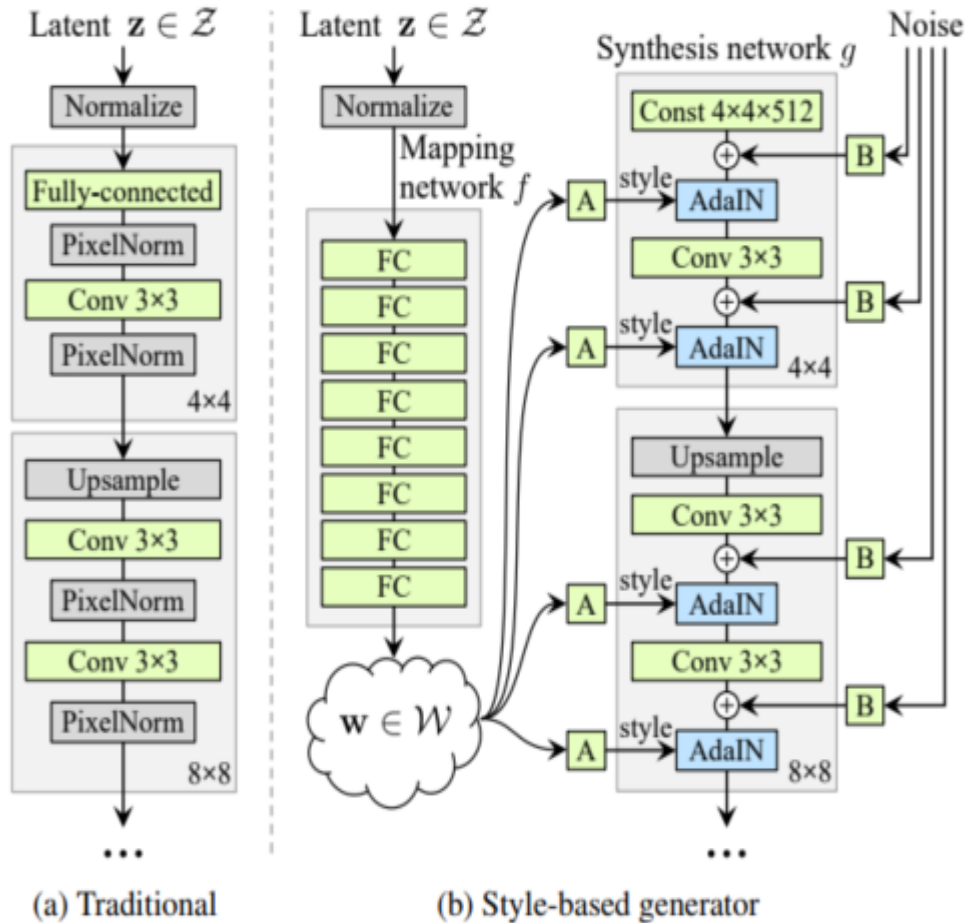 Latent z ∈ Z
Normalize
Fully-connected
PixelNorm
Conv 3×3
PixelNorm
4×4
Upsample
Conv 3×3
PixelNorm
Conv 3×3
PixelNorm
8×8
...
(a) Traditional
Latent z ∈ Z
Normalize
Mapping
network f
FC
FC
FC
FC
FC
FC
FC
FC
w ∈ W
A
style
A
style
A
style
A
style
Synthesis network g
Const 4×4×512
+
AdaIN
Conv 3×3
+
AdaIN
4×4
Upsample
Conv 3×3
+
AdaIN
Conv 3×3
+
AdaIN
8×8
...
Noise
B
B
B
B
(b) Style-based generator